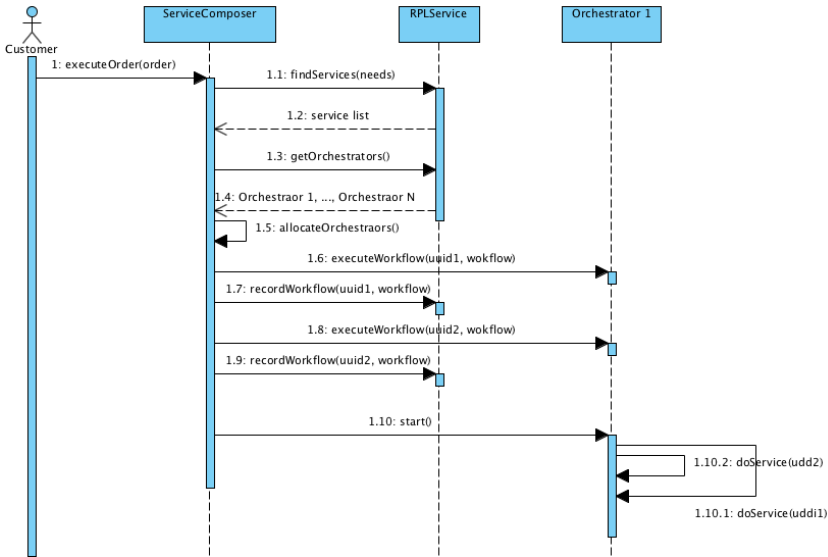 ServiceComposer
RPLService
Orchestrator 1
Customer
1: executeOrder(order)
1.1: findServices(needs)
1.2: service list
1.3: getOrchestrators()
1.4: Orchestraor 1, ..., Orchestraor N
1.5: allocateOrchestraors()
1.6: executeWorkflow(uuid1, wokflow)
1.7: recordWorkflow(uuid1, workflow)
1.8: executeWorkflow(uuid2, wokflow)
1.9: recordWorkflow(uuid2, workflow)
1.10: start()
1.10.2: doService(udd2)
1.10.1: doService(uddi1)